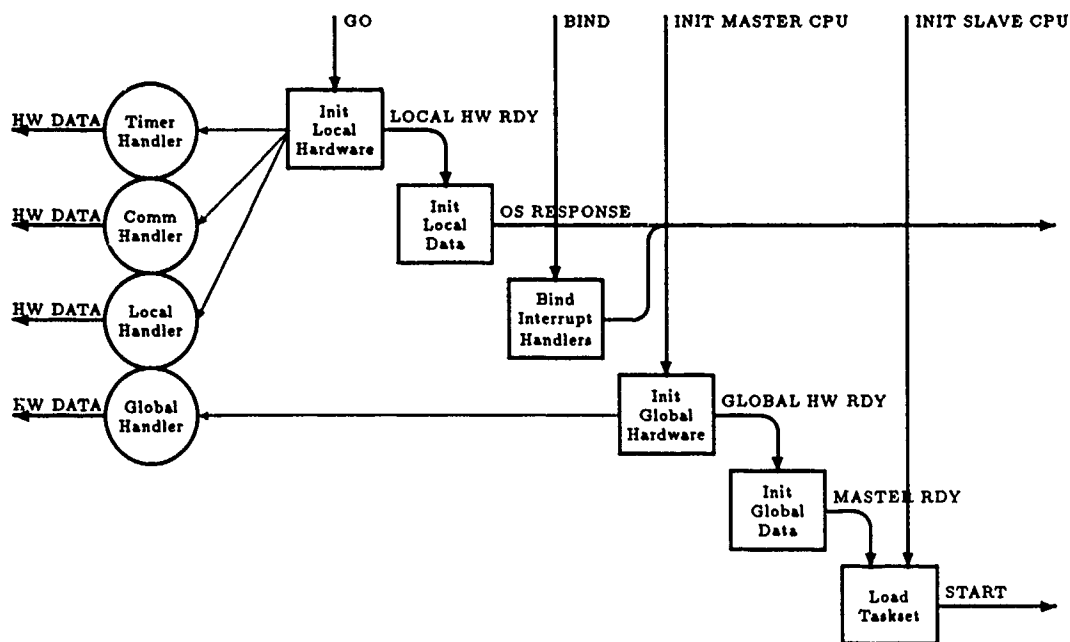 GO
BIND
INIT MASTER CPU
INIT SLAVE CPU
HW DATA
Timer
Handler
Init
Local
Hardware
LOCAL HW RDY
HW DATA
Comm
Handler
Init
Local
Data
OS RESPONSE
HW DATA
Local
Handler
Bind
Interrupt
Handlers
HW DATA
Global
Handler
Init
Global
Hardware
GLOBAL HW RDY
Init
Global
Data
MASTER RDY
Load
Taskset
START